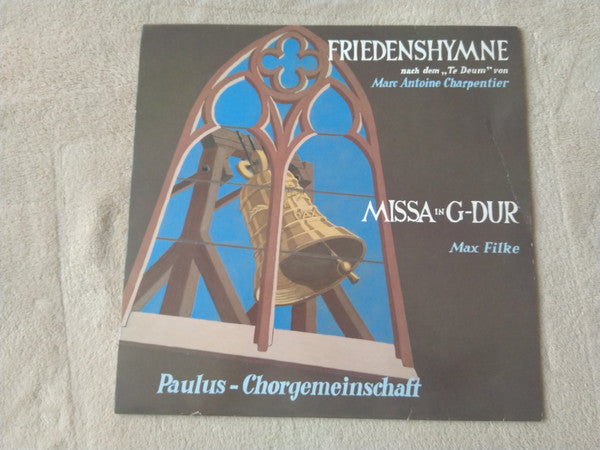 FRIEDENSHYMNE
nach dem „Te Deum" von
Marc Antoine Charpentier
MISSA IN G-DUR
Max Filke
Paulus - Chorgemeinschaft